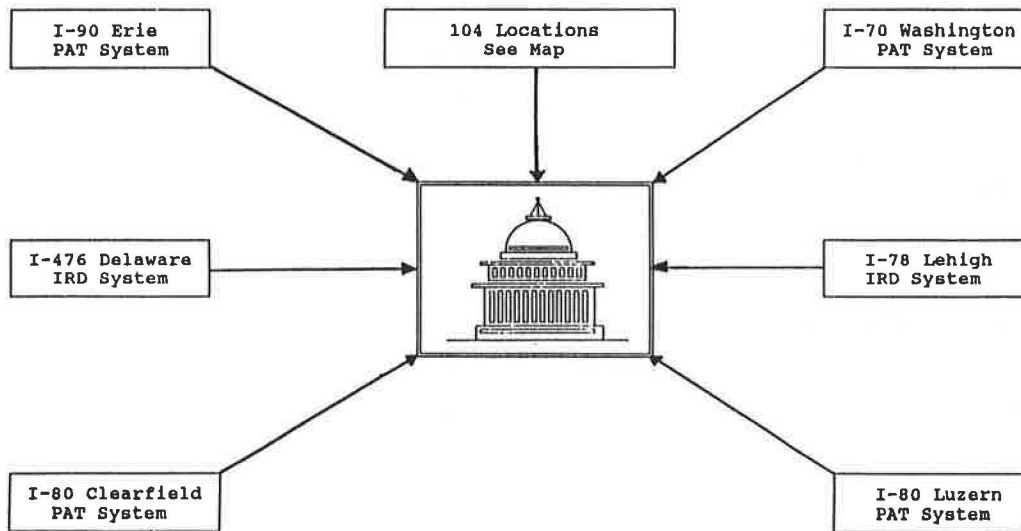 I-90 Erie
PAT System
104 Locations
See Map
I-70 Washington
PAT System
I-476 Delaware
IRD System
I-78 Lehigh
IRD System
I-80 Clearfield
PAT System
I-80 Luzern
PAT System